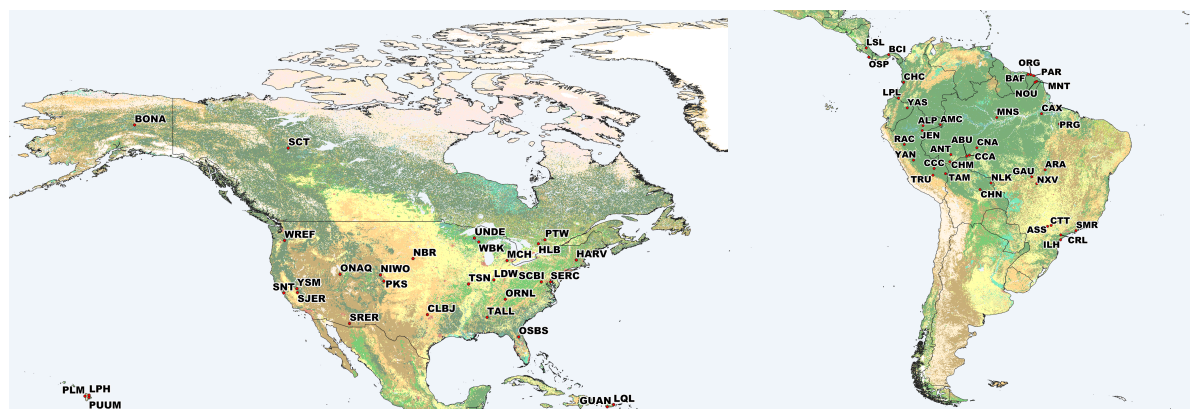 BONA
SCT
WREF
UNDE
WBK
PTW
HLB
MCH
HARV
NBR
ONAQ
NIWO
PKS
TSN
LDW
SCBI
SERC
SNT
YSM
SJER
ORNL
CLBJ
TALL
SRER
OSBS
PLM
LPH
PUUM
GUAN
LQL
LSL
BCI
OSP
CHC
ORG
PAR
BAF
MNT
NOU
LPL
YAS
MNS
CAX
ALP
AMC
PRG
JEN
RAC
ANT
ABU
CNA
YAN
CCC
CHM
CCA
ARA
TRU
TAM
NLK
GAU
NXV
CHN
CTT
ASS
SMR
ILH
CRL